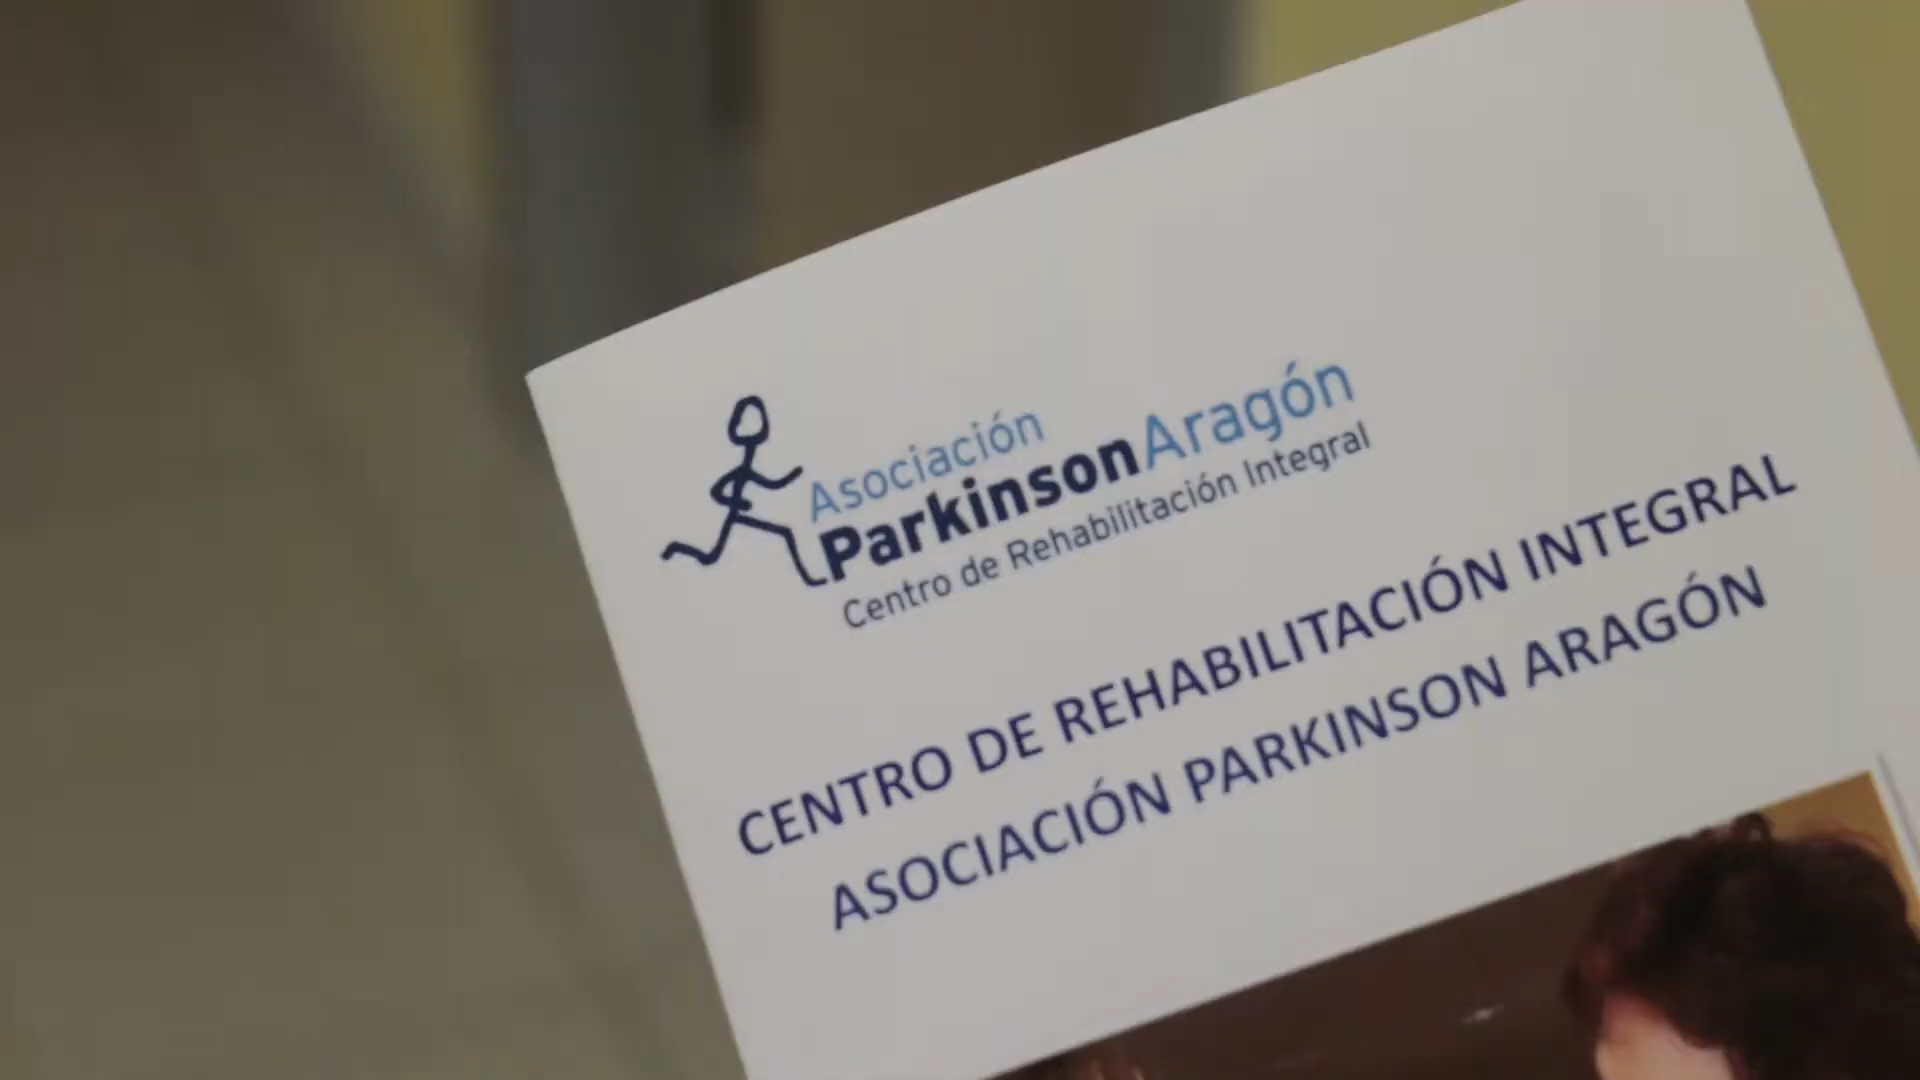 Asociación
ParkinsonAragón
Centro de Rehabilitación Integral
CENTRO DE REHABILITACIÓN INTEGRAL
ASOCIACIÓN PARKINSON ARAGÓN